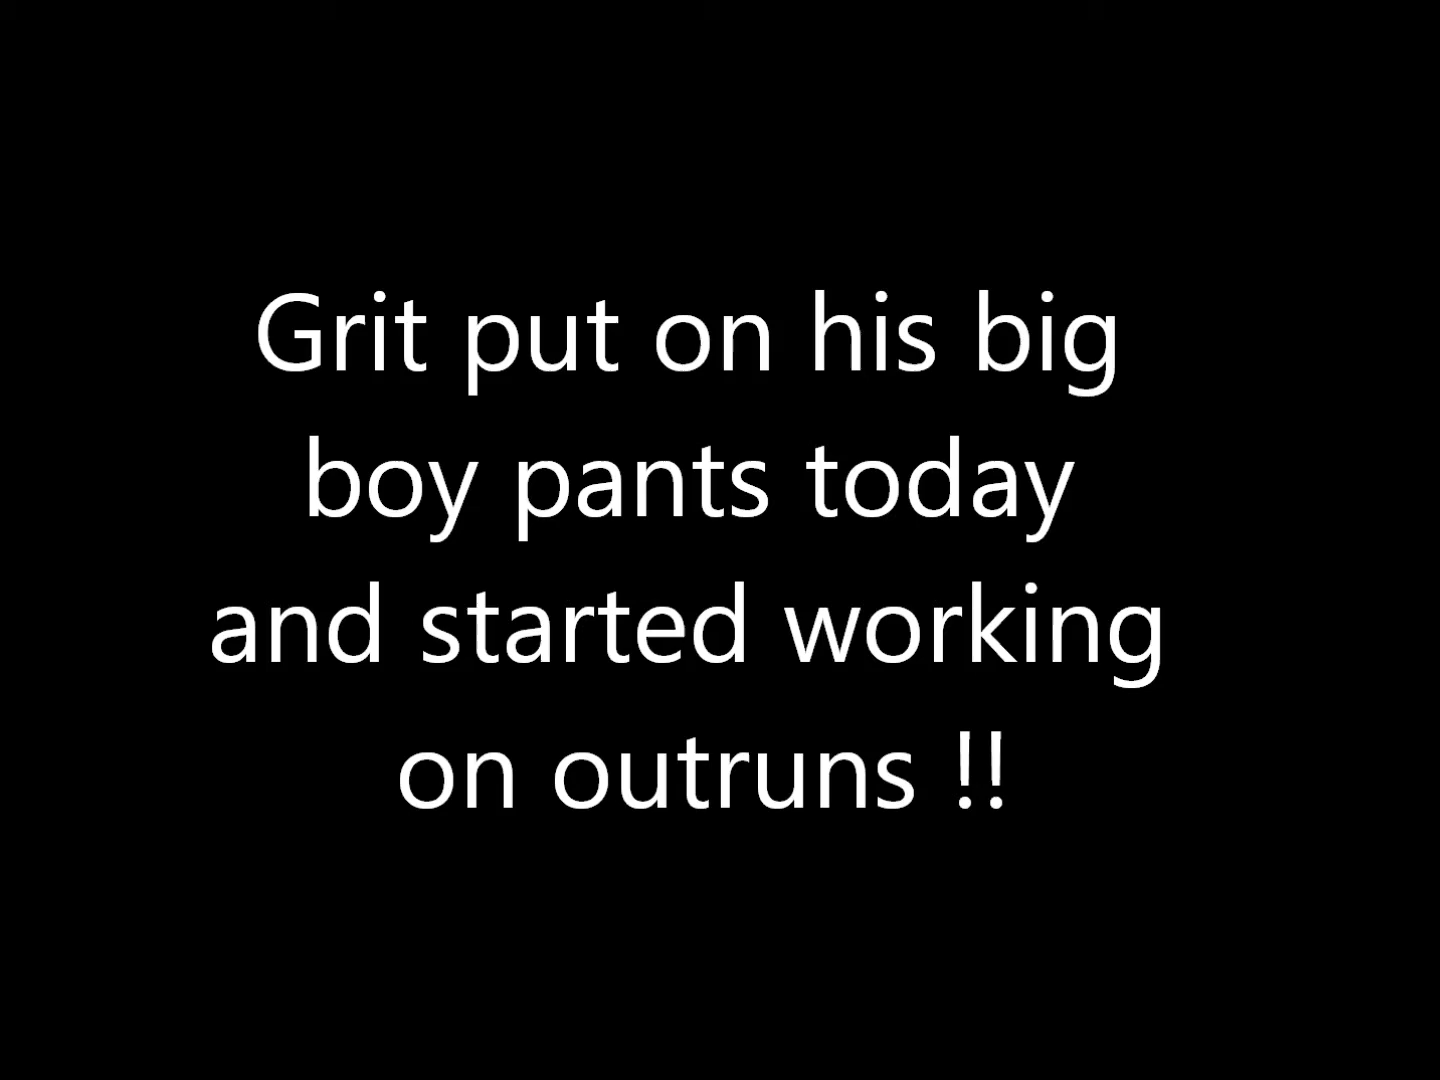 Grit put on his big
boy pants today
and started working
on outruns !!